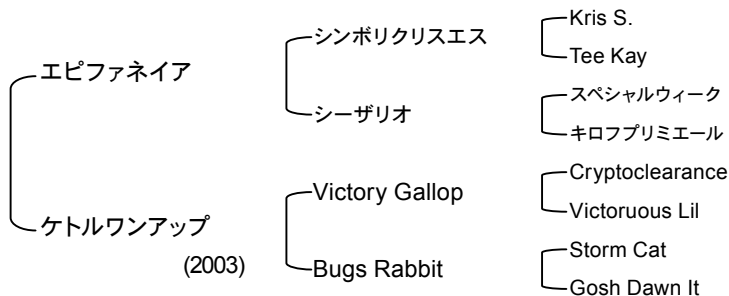 エピファネイア
シンボリクリスエス
Kris S.
Tee Kay
シーザリオ
スペシャルウィーク
キロフプリミエール
ケトルワンアップ
(2003)
Victory Gallop
Cryptoclearance
Victoruous Lil
Bugs Rabbit
Storm Cat
Gosh Dawn It